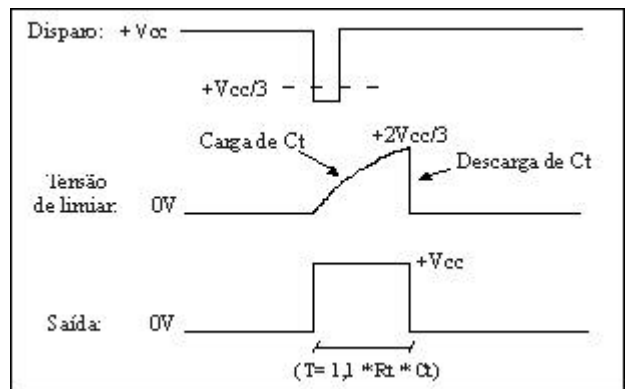 Disparo: +Vcc
+Vcc/3
Carga de Ct
+2Vcc/3
Descarga de Ct
Tensão
de limiar: 0V
Saída: 0V
+Vcc
(T= 1,1 *Rt * Ct)